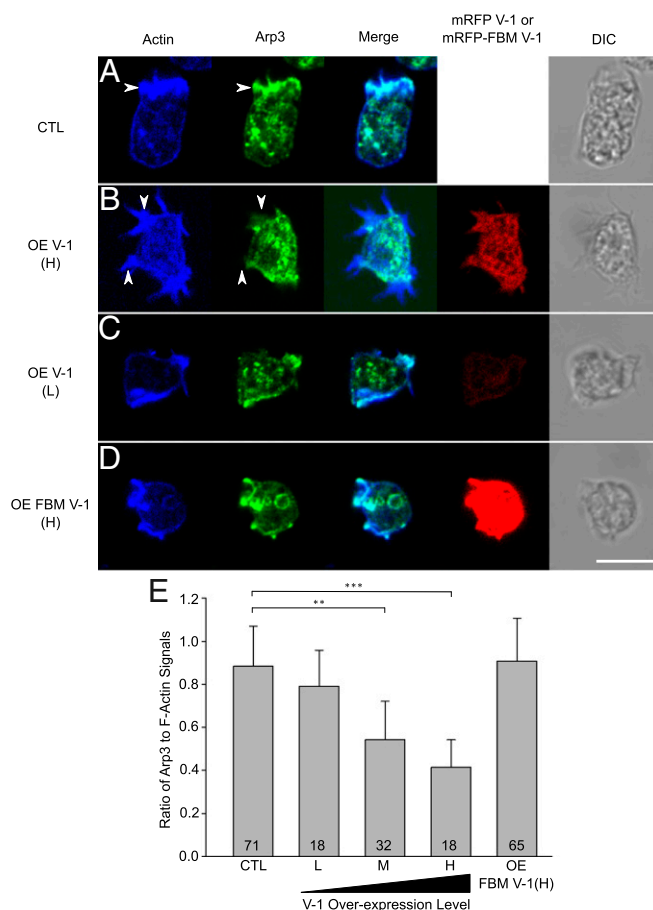 mRFP V-1 or
Actin Arp3 Merge mRFP-FBM V-1 DIC
A
CTL
B
OE V-1
(H)
C
OE V-1
(L)
D
OE FBM V-1
(H)
E
Ratio of Arp3 to F-Actin Signals
1.2
1.0
0.8
0.6
0.4
0.2
0.0
***
**
71 18 32 18 65
CTL L M H OE
FBM V-1(H)
V-1 Over-expression Level